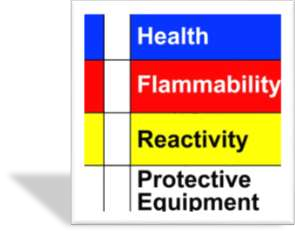 Health
Flammability
Reactivity
Protective
Equipment